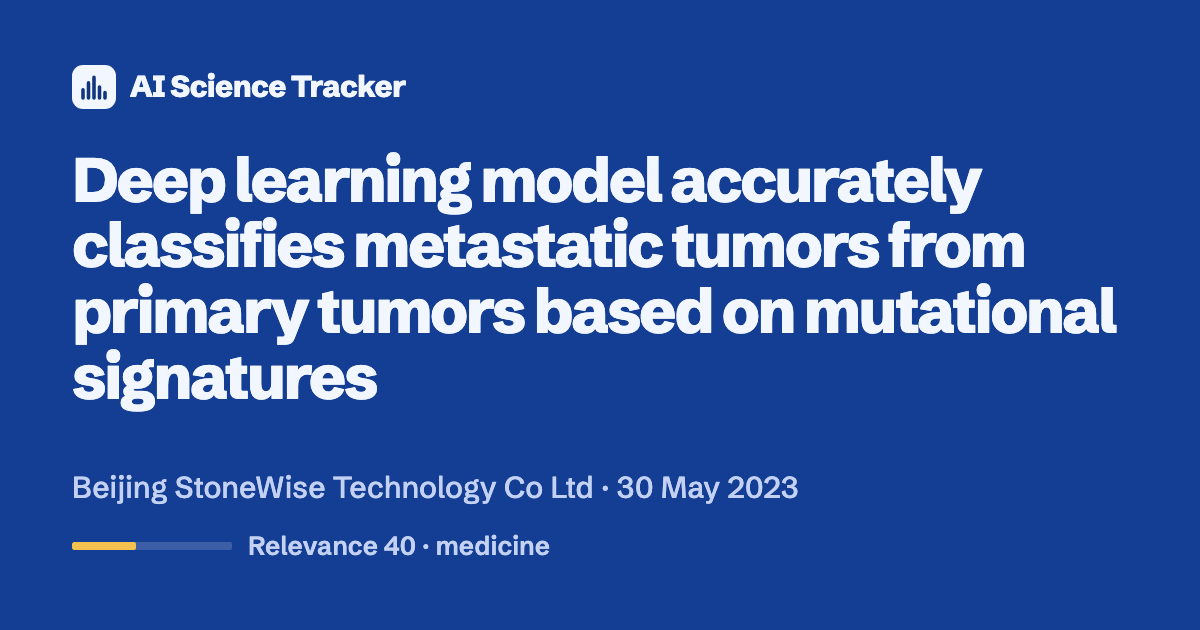 AI Science Tracker
Deep learning model accurately
classifies metastatic tumors from
primary tumors based on mutational
signatures
Beijing StoneWise Technology Co Ltd · 30 May 2023
Relevance 40 · medicine